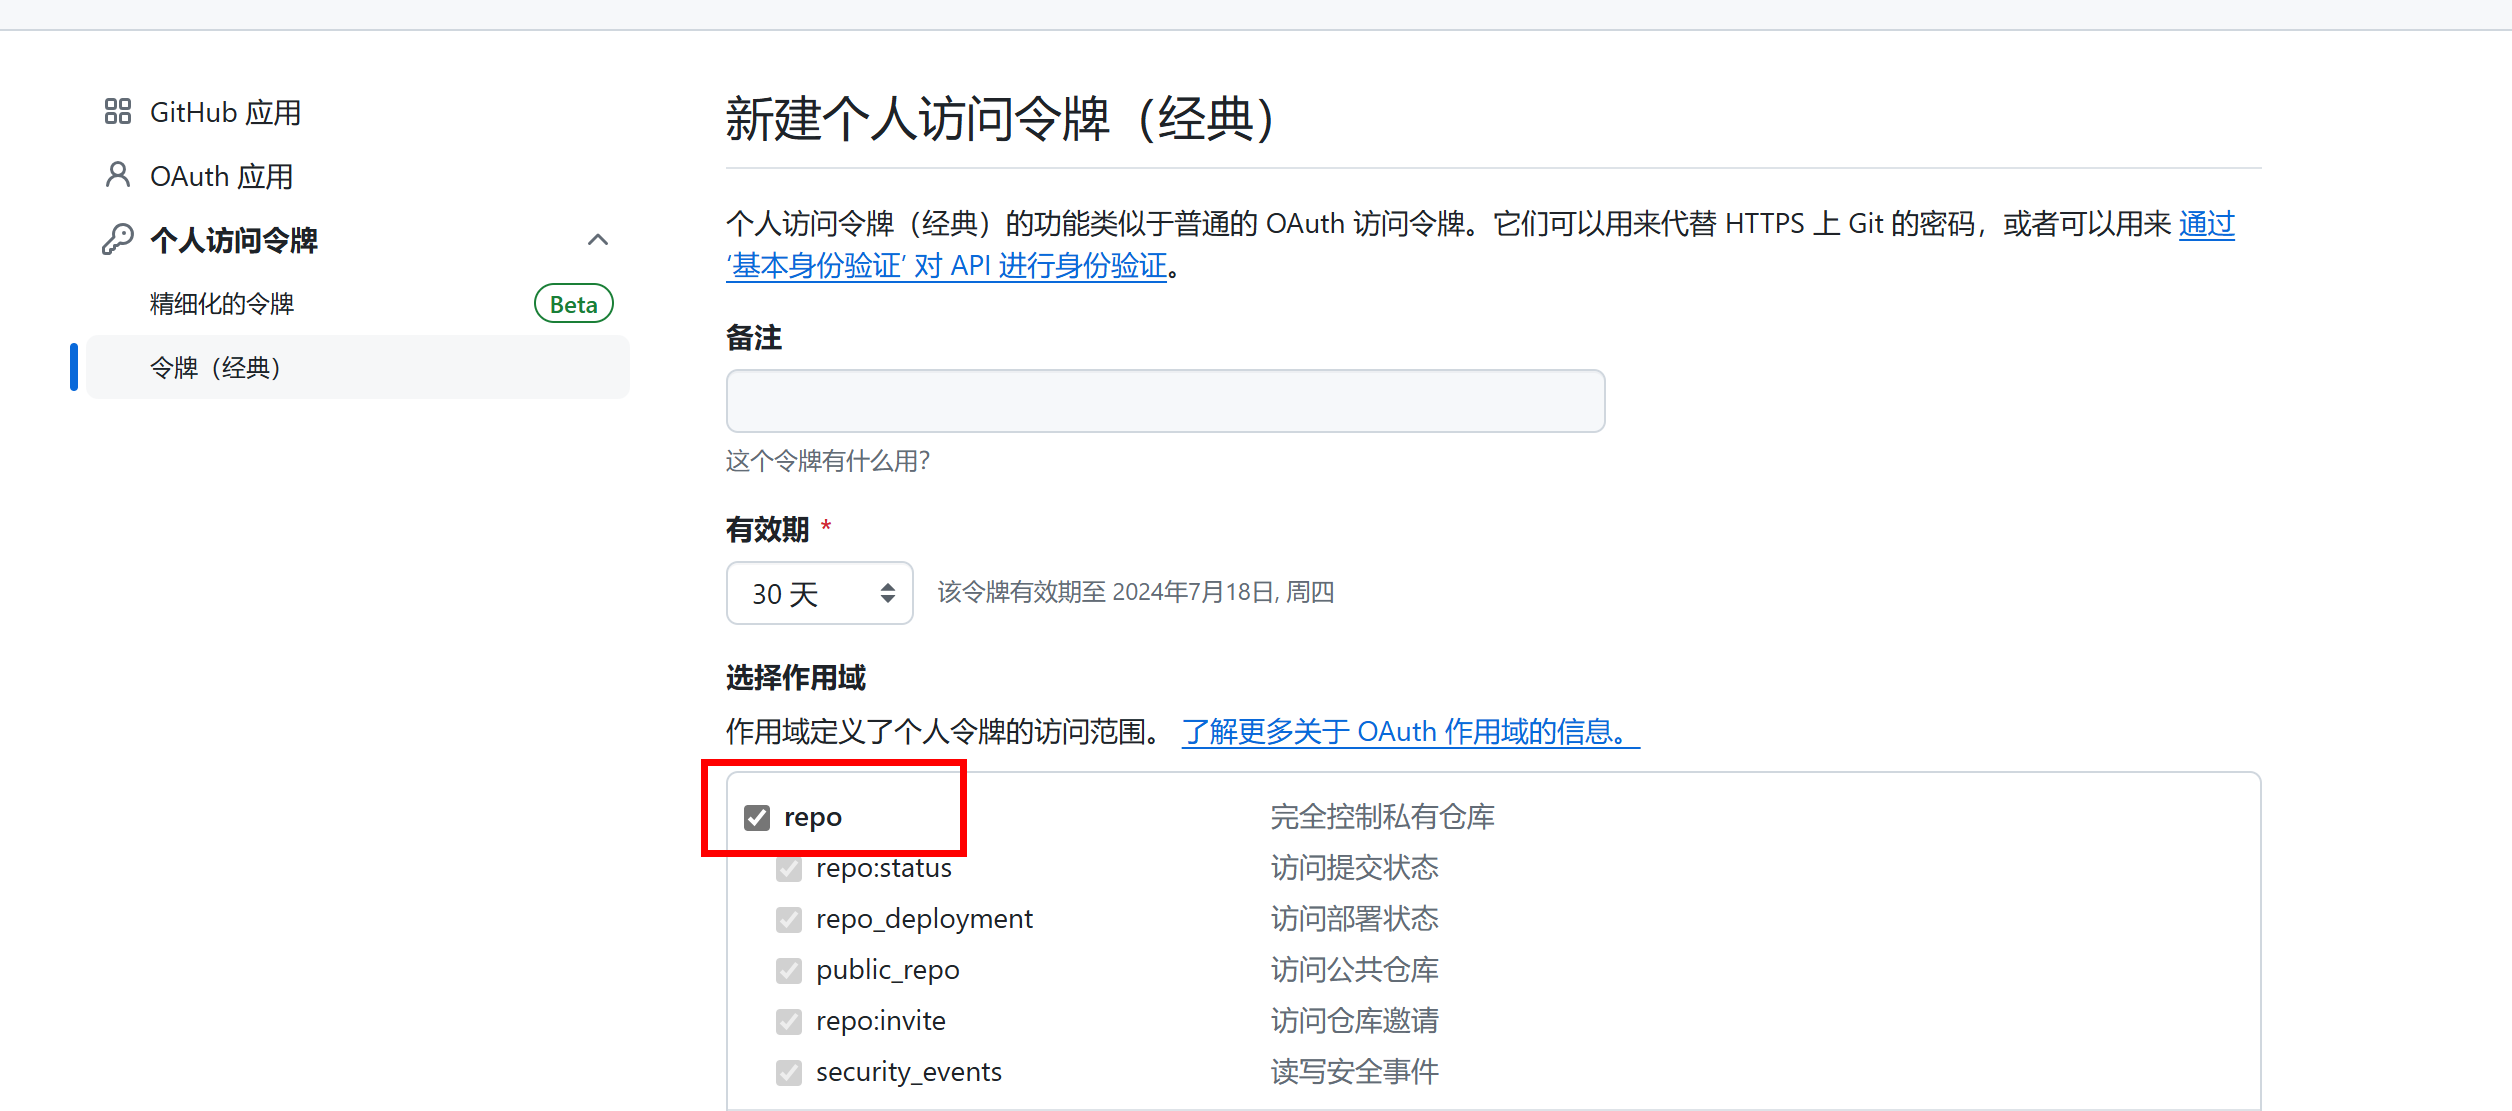 GitHub 应用
OAuth 应用
个人访问令牌
精细化的令牌 Beta
令牌（经典）
新建个人访问令牌（经典）
个人访问令牌（经典）的功能类似于普通的 OAuth 访问令牌。它们可以用来代替 HTTPS 上 Git 的密码，或者可以用来 通过
‘基本身份验证’ 对 API 进行身份验证。
备注
这个令牌有什么用？
有效期 *
30 天 该令牌有效期至 2024年7月18日, 周四
选择作用域
作用域定义了个人令牌的访问范围。 了解更多关于 OAuth 作用域的信息。
repo 完全控制私有仓库
repo:status 访问提交状态
repo_deployment 访问部署状态
public_repo 访问公共仓库
repo:invite 访问仓库邀请
security_events 读写安全事件